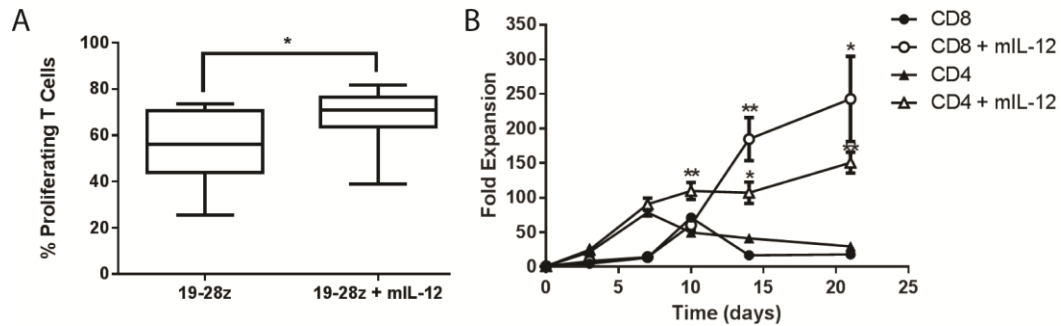 A
% Proliferating T Cells
100
80
60
40
20
0
*
19-28z
19-28z + mIL-12
B
Fold Expansion
350
300
250
200
150
100
50
0
**
*
**
*
**
0
5
10
15
20
25
Time (days)
CD8
CD8 + mIL-12
CD4
CD4 + mIL-12